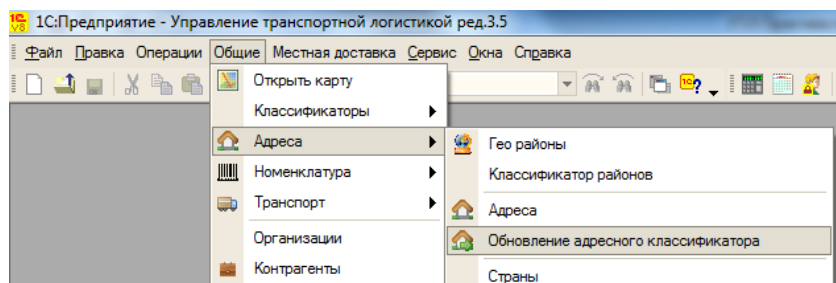 1С:Предприятие - Управление транспортной логистикой ред.3.5
Файл Правка Операции Общие Местная доставка Сервис Окна Справка
Открыть карту
Классификаторы
Адреса
Номенклатура
Транспорт
Организации
Контрагенты
Гео районы
Классификатор районов
Адреса
Обновление адресного классификатора
Страны